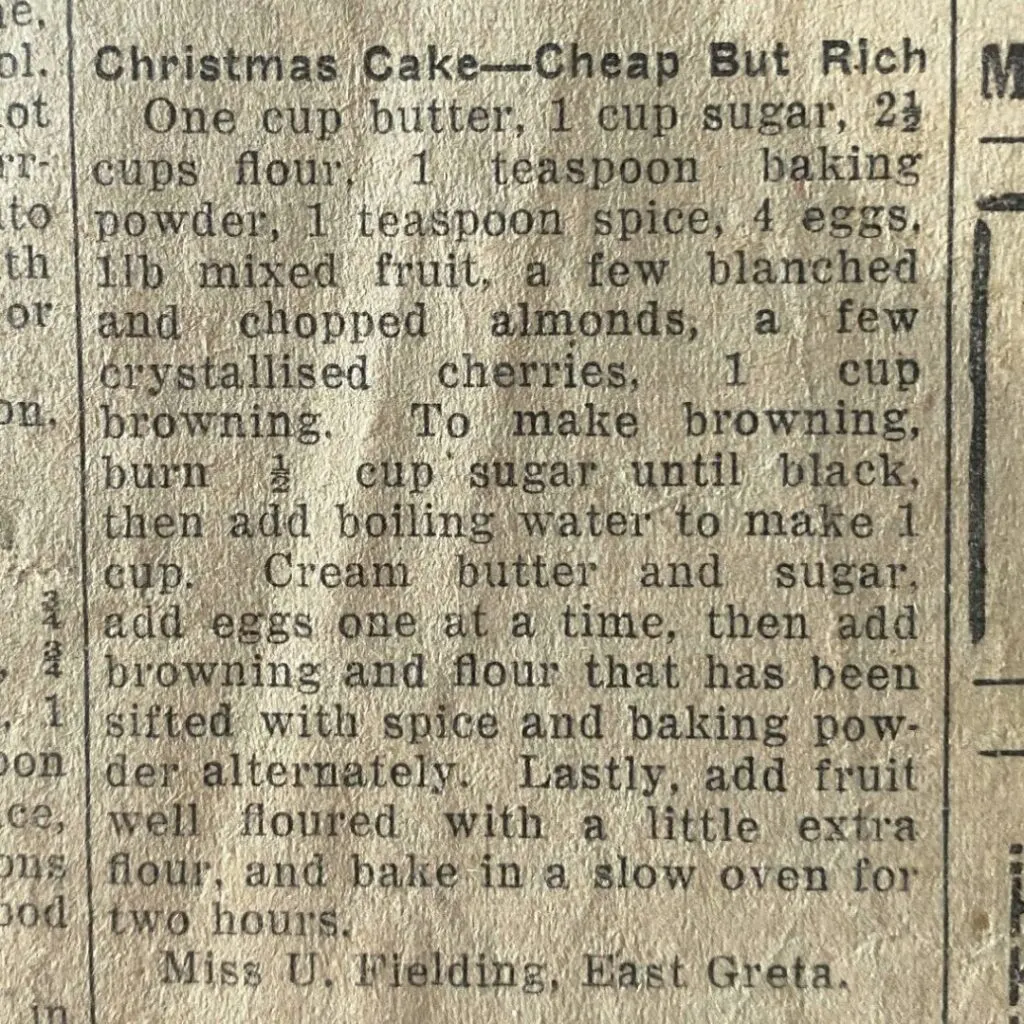 Christmas Cake—Cheap But Rich
One cup butter, 1 cup sugar, 2½
cups flour, 1 teaspoon baking
powder, 1 teaspoon spice, 4 eggs,
1lb mixed fruit, a few blanched
and chopped almonds, a few
crystallised cherries, 1 cup
browning. To make browning,
burn ½ cup sugar until black,
then add boiling water to make 1
cup. Cream butter and sugar,
add eggs one at a time, then add
browning and flour that has been
sifted with spice and baking pow-
der alternately. Lastly, add fruit
well floured with a little extra
flour, and bake in a slow oven for
two hours.
Miss U. Fielding, East Greta.